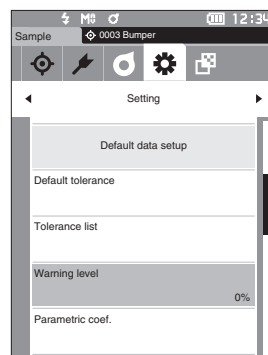 12:34
Sample
0003 Bumper
Setting
Default data setup
Default tolerance
Tolerance list
Warning level
0%
Parametric coef.